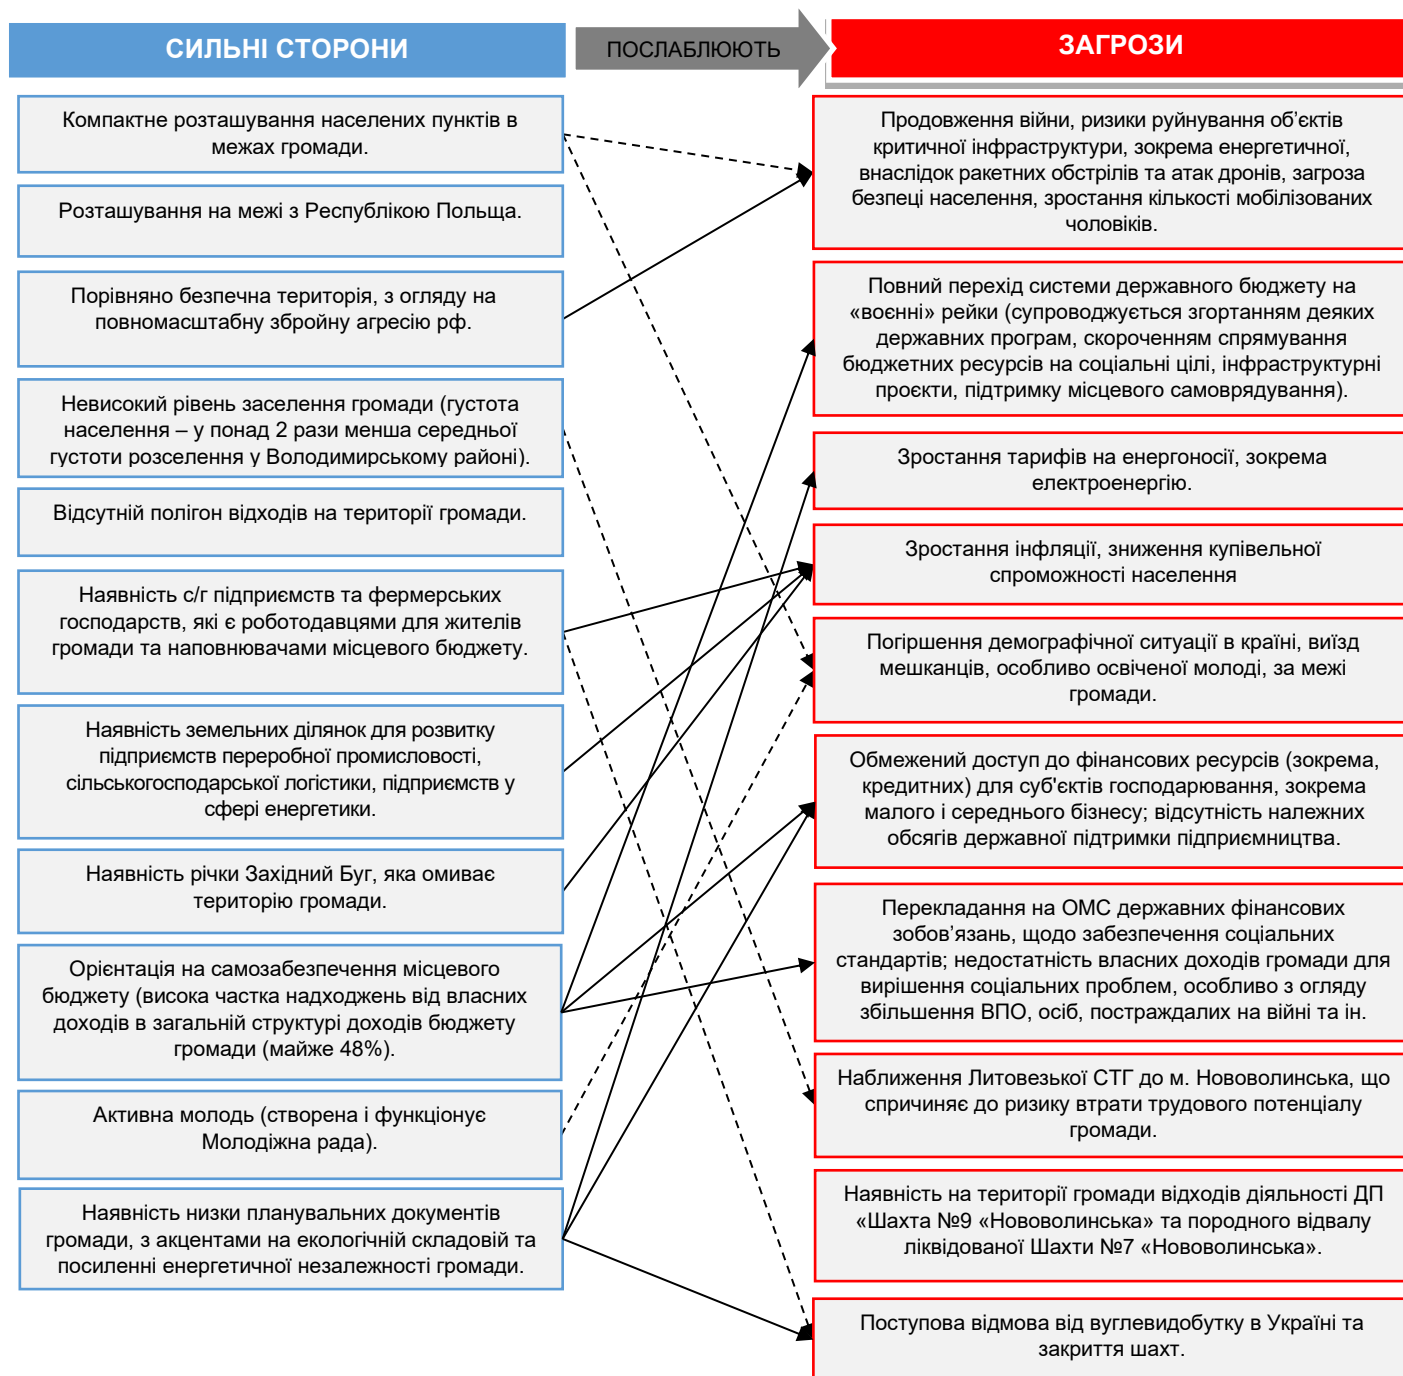 СИЛЬНІ СТОРОНИ
ПОСЛАБЛЮЮТЬ
ЗАГРОЗИ
Компактне розташування населених пунктів в
межах громади.
Розташування на межі з Республікою Польща.
Порівняно безпечна територія, з огляду на
повномасштабну збройну агресію рф.
Невисокий рівень заселення громади (густота
населення – у понад 2 рази менша середньої
густоти розселення у Володимирському районі).
Відсутній полігон відходів на території громади.
Наявність с/г підприємств та фермерських
господарств, які є роботодавцями для жителів
громади та наповнювачами місцевого бюджету.
Наявність земельних ділянок для розвитку
підприємств переробної промисловості,
сільськогосподарської логістики, підприємств у
сфері енергетики.
Наявність річки Західний Буг, яка омиває
територію громади.
Орієнтація на самозабезпечення місцевого
бюджету (висока частка надходжень від власних
доходів в загальній структурі доходів бюджету
громади (майже 48%).
Активна молодь (створена і функціонує
Молодіжна рада).
Наявність низки планувальних документів
громади, з акцентами на екологічній складовій та
посиленні енергетичної незалежності громади.
Продовження війни, ризики руйнування об’єктів
критичної інфраструктури, зокрема енергетичної,
внаслідок ракетних обстрілів та атак дронів, загроза
безпеці населення, зростання кількості мобілізованих
чоловіків.
Повний перехід системи державного бюджету на
«воєнні» рейки (супроводжується згортанням деяких
державних програм, скороченням спрямування
бюджетних ресурсів на соціальні цілі, інфраструктурні
проєкти, підтримку місцевого самоврядування).
Зростання тарифів на енергоносії, зокрема
електроенергію.
Зростання інфляції, зниження купівельної
спроможності населення
Погіршення демографічної ситуації в країні, виїзд
мешканців, особливо освіченої молоді, за межі
громади.
Обмежений доступ до фінансових ресурсів (зокрема,
кредитних) для суб'єктів господарювання, зокрема
малого і середнього бізнесу; відсутність належних
обсягів державної підтримки підприємництва.
Перекладання на ОМС державних фінансових
зобов’язань, щодо забезпечення соціальних
стандартів; недостатність власних доходів громади для
вирішення соціальних проблем, особливо з огляду
збільшення ВПО, осіб, постраждалих на війні та ін.
Наближення Литовезької СТГ до м. Нововолинська, що
спричиняє до ризику втрати трудового потенціалу
громади.
Наявність на території громади відходів діяльності ДП
«Шахта №9 «Нововолинська» та породного відвалу
ліквідованої Шахти №7 «Нововолинська».
Поступова відмова від вуглевидобутку в Україні та
закриття шахт.